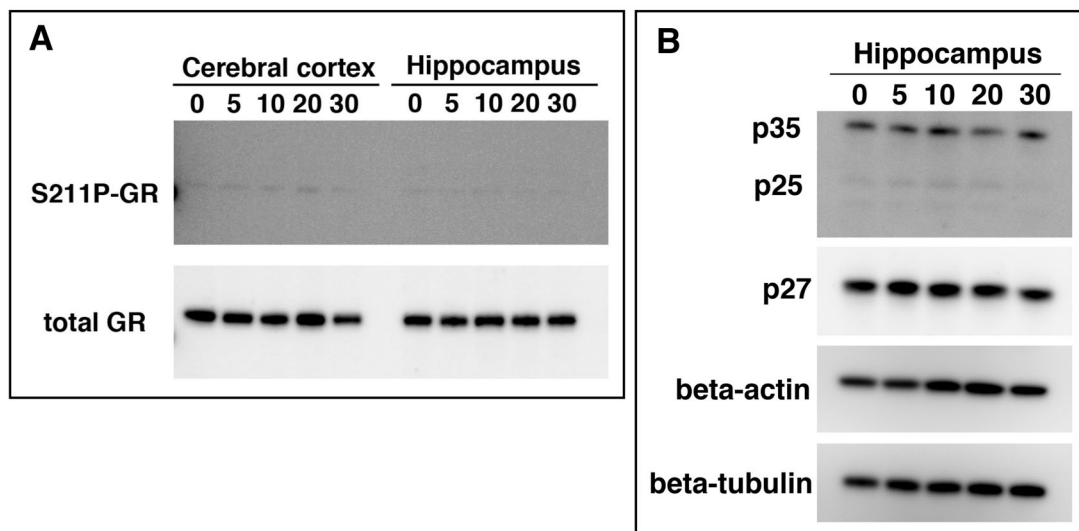 A
Cerebral cortex Hippocampus
0 5 10 20 30 0 5 10 20 30
S211P-GR
total GR
B
Hippocampus
0 5 10 20 30
p35
p25
p27
beta-actin
beta-tubulin